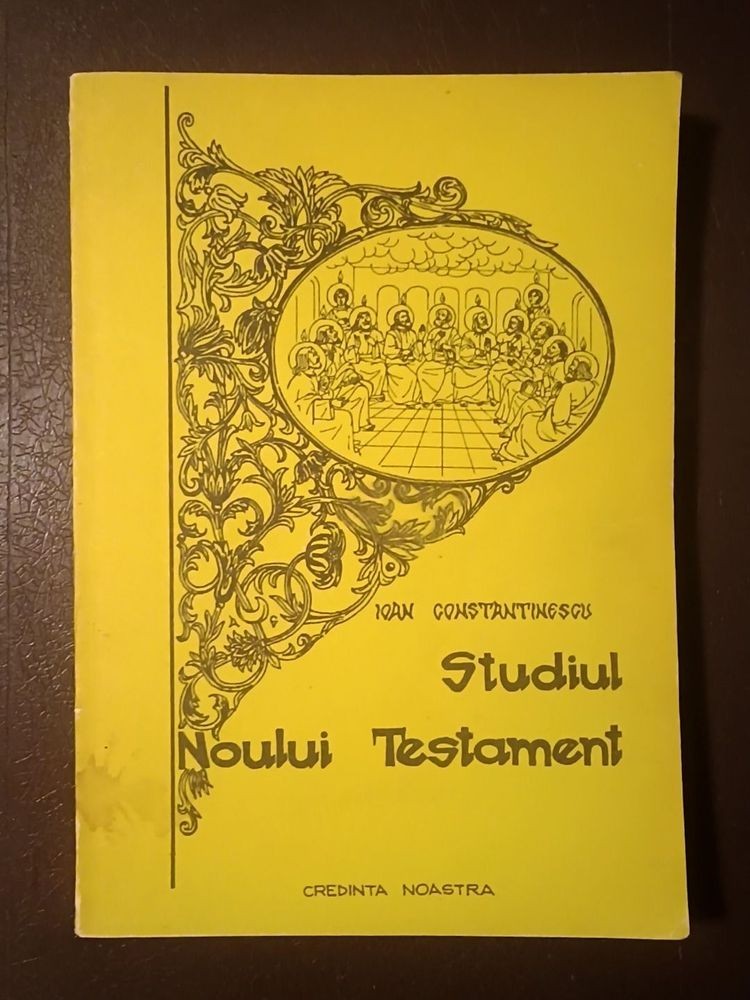 IOAN CONSTANTINESCU
Studiul
Noului Testament
CREDINTA NOASTRA